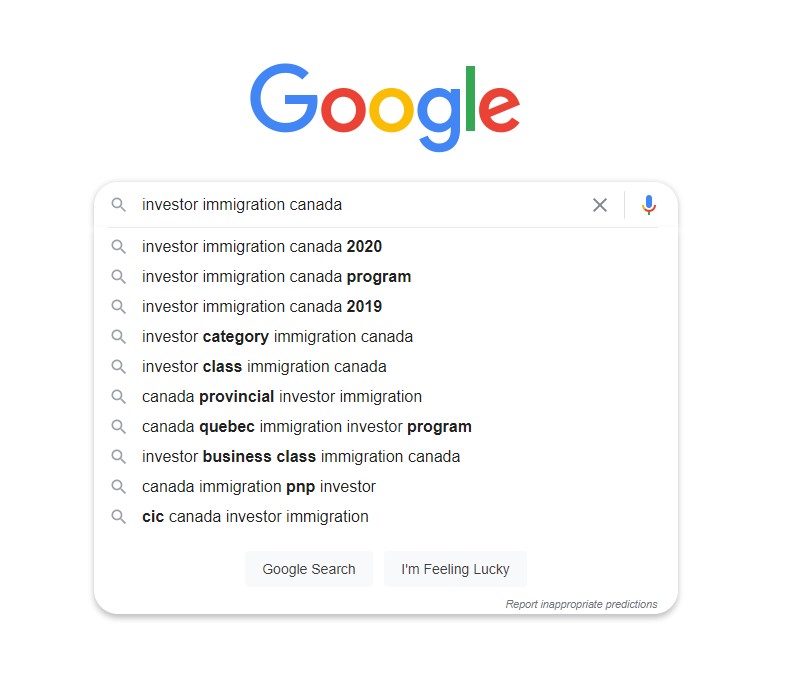 Google
investor immigration canada
investor immigration canada 2020
investor immigration canada program
investor immigration canada 2019
investor category immigration canada
investor class immigration canada
canada provincial investor immigration
canada quebec immigration investor program
investor business class immigration canada
canada immigration pnp investor
cic canada investor immigration
Google Search I'm Feeling Lucky
Report inappropriate predictions